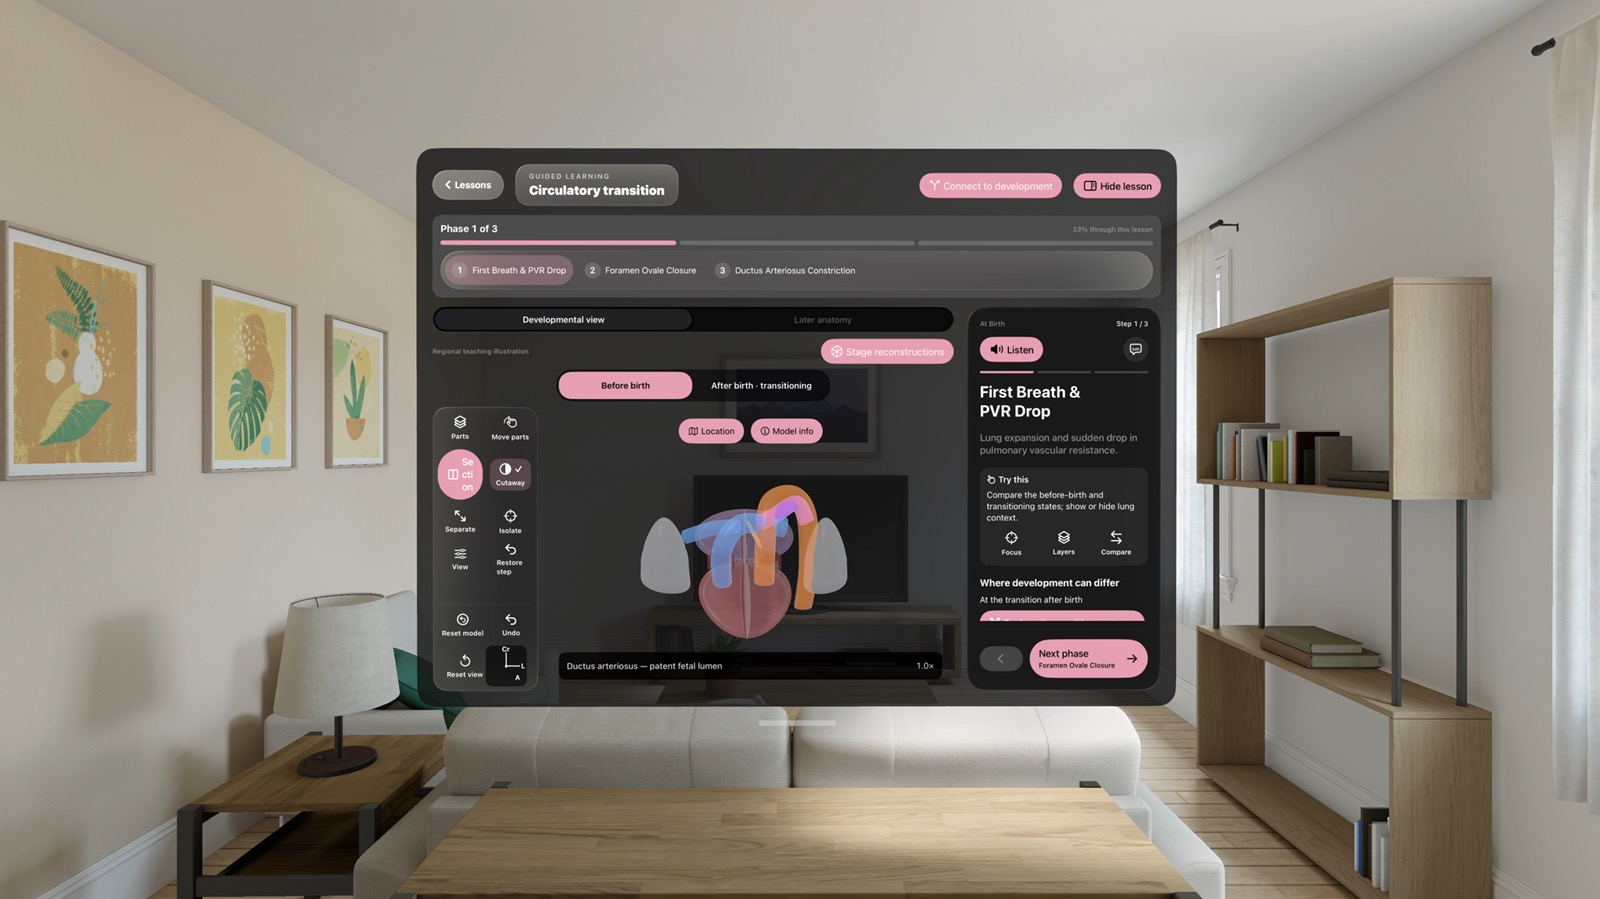 Lessons
GUIDED LEARNING
Circulatory transition
Connect to development
Hide lesson
Phase 1 of 3
33% through this lesson
1 First Breath & PVR Drop
2 Foramen Ovale Closure
3 Ductus Arteriosus Constriction
Developmental view
Later anatomy
Regional teaching illustration
Stage reconstructions
Before birth
After birth · transitioning
Location
Model info
Parts
Move parts
Se
cti
on
Cutaway
Separate
Isolate
View
Restore
step
Reset model
Undo
Reset view
Cr
L
A
Ductus arteriosus — patent fetal lumen
1.0×
At Birth
Step 1 / 3
Listen
First Breath &
PVR Drop
Lung expansion and sudden drop in
pulmonary vascular resistance.
Try this
Compare the before-birth and
transitioning states; show or hide lung
context.
Focus
Layers
Compare
Where development can differ
At the transition after birth
Next phase
Foramen Ovale Closure